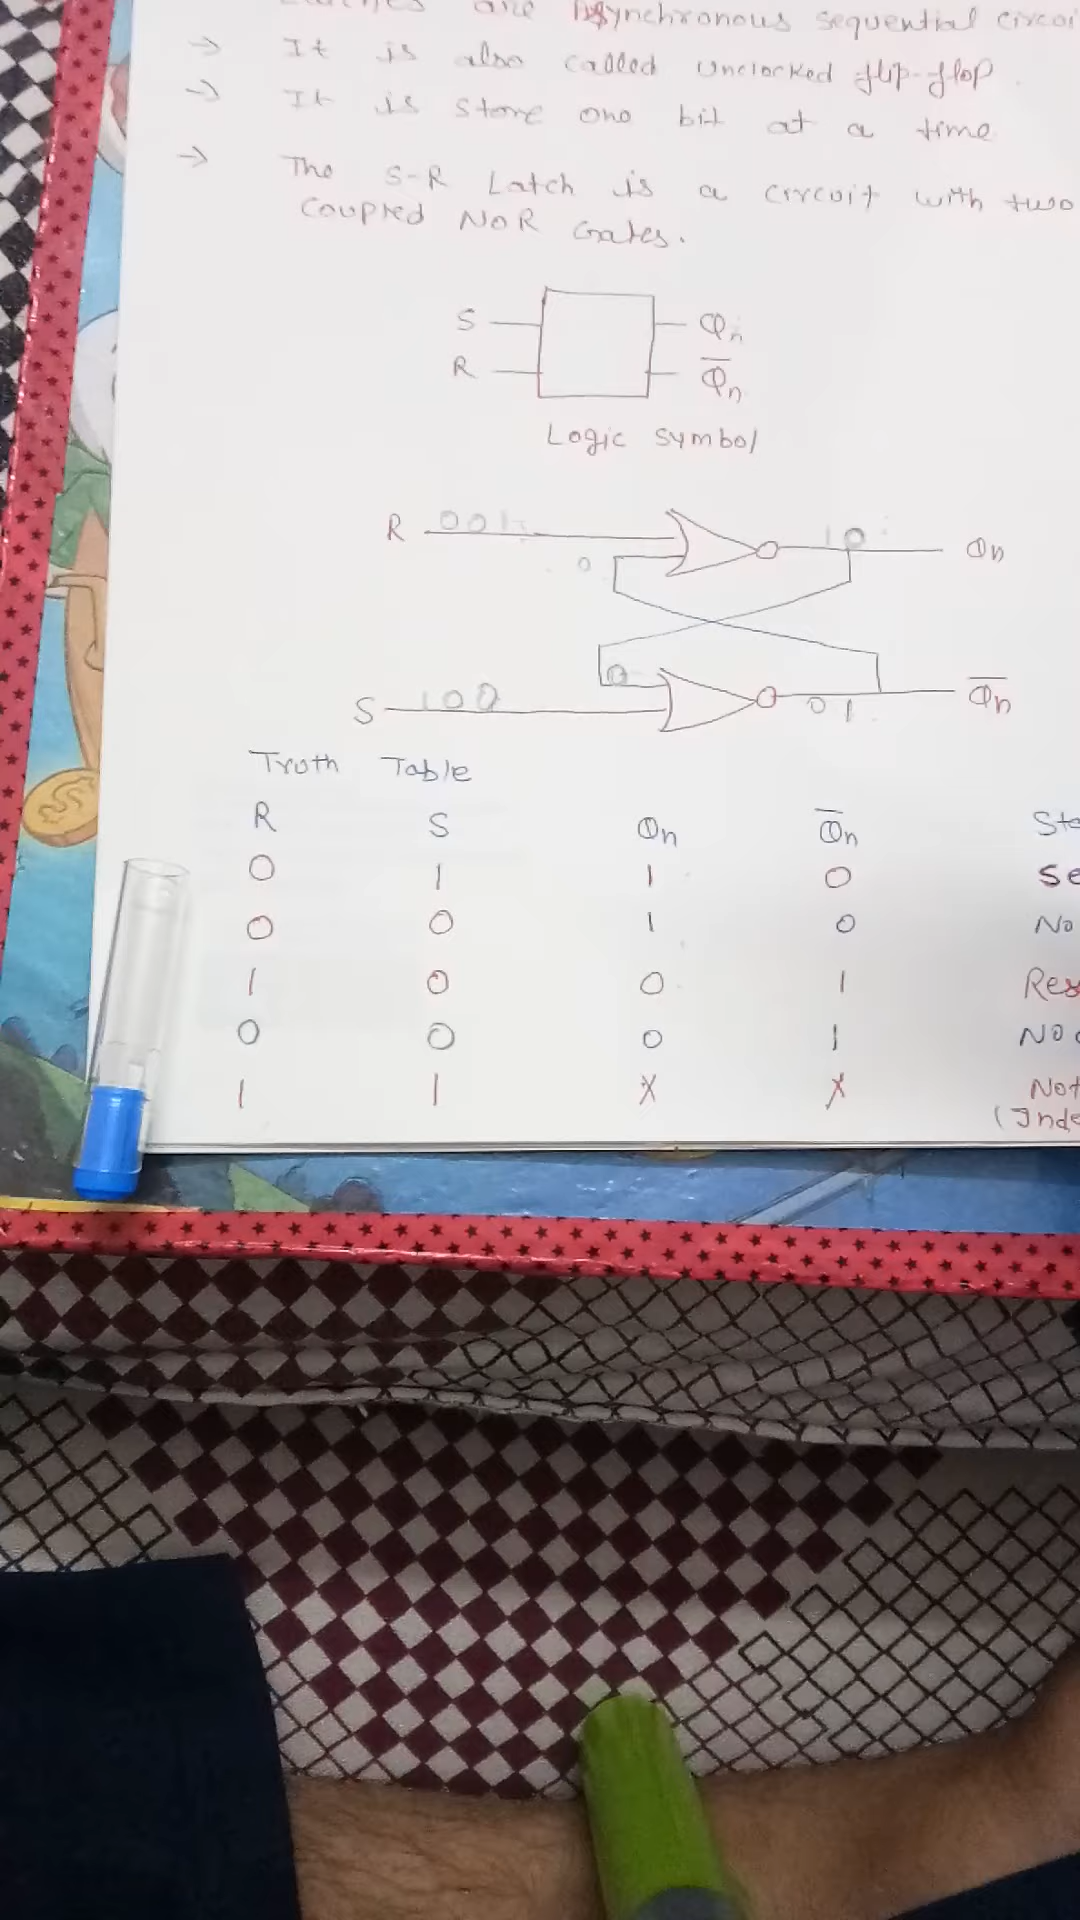 are Asynchronous sequential
→ It is also called unclocked flip-flop.
→ It is store one bit at a time
→ The S-R Latch is a circuit with two
Coupled NOR Gates.
S Qn
R Q̅n
Logic symbol
R 001 10 Qn
0
0
S 100 01 Q̅n
Truth Table
R S Qn Q̅n
0 1 1 0
0 0 1 0 No
1 0 0 1
0 0 0 1 NO
1 1 X X Not